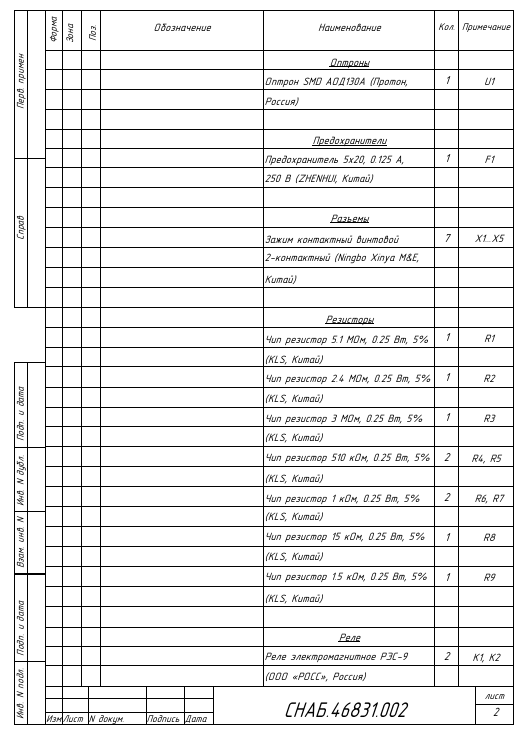 Форма Зона Поз. Обозначение Наименование Кол. Примечание
Перв. примен
Оптроны
Оптрон SMD АОД130А (Протон, 1 U1
Россия)
Предохранители
Предохранитель 5х20, 0.125 А, 1 F1
250 В (ZHENHUI, Китай)
Справ
Разъемы
Зажим контактный винтовой 7 X1...X5
2-контактный (Ningbo Xinya M&E,
Китай)
Резисторы
Чип резистор 5.1 МОм, 0.25 Вт, 5% 1 R1
(KLS, Китай)
Чип резистор 2.4 МОм, 0.25 Вт, 5% 1 R2
(KLS, Китай)
Подп. и дата
Чип резистор 3 МОм, 0.25 Вт, 5% 1 R3
(KLS, Китай)
Чип резистор 510 кОм, 0.25 Вт, 5% 2 R4, R5
(KLS, Китай)
Инв. N дубл.
Чип резистор 1 кОм, 0.25 Вт, 5% 2 R6, R7
(KLS, Китай)
Взам. инв. N
Чип резистор 15 кОм, 0.25 Вт, 5% 1 R8
(KLS, Китай)
Чип резистор 1.5 кОм, 0.25 Вт, 5% 1 R9
(KLS, Китай)
Подп. и дата
Реле
Реле электромагнитное РЭС-9 2 K1, K2
(ООО «РОСС», Россия)
Инв. N подл.
Изм Лист N докум. Подпись Дата
СНАБ.46831.002
лист
2